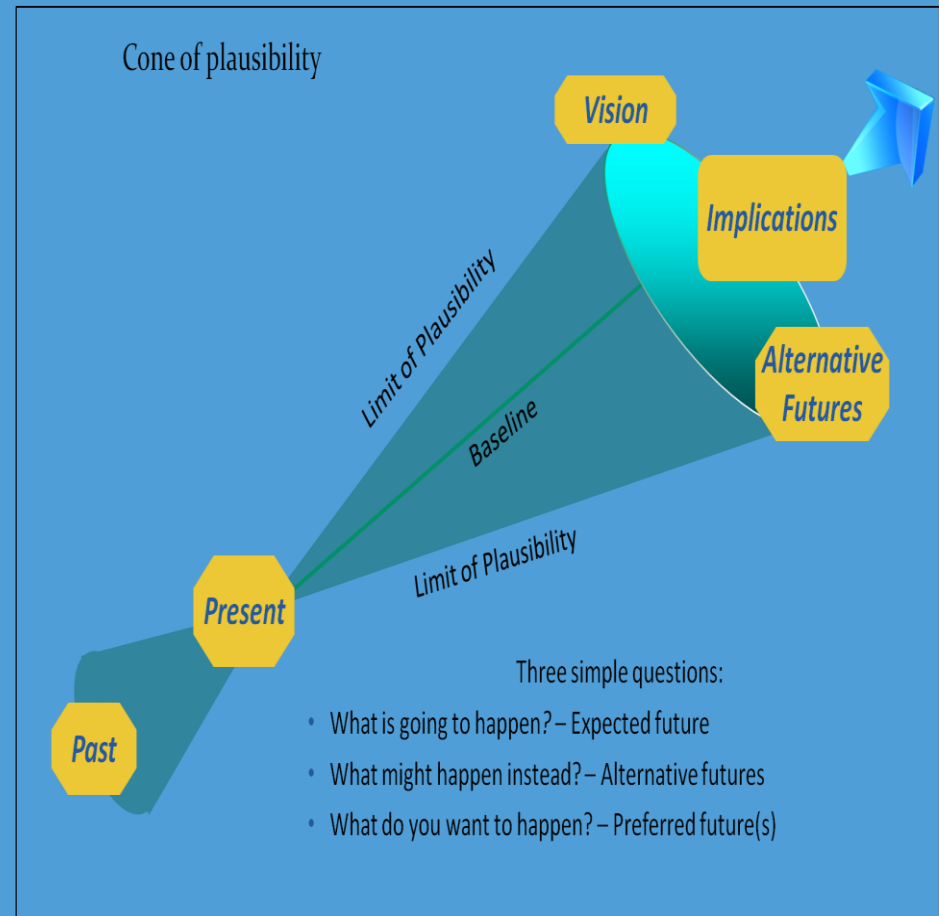 Cone of plausibility
Vision
Implications
Alternative
Futures
Limit of Plausibility
Baseline
Limit of Plausibility
Present
Past
Three simple questions:
• What is going to happen? – Expected future
• What might happen instead? – Alternative futures
• What do you want to happen? – Preferred future(s)